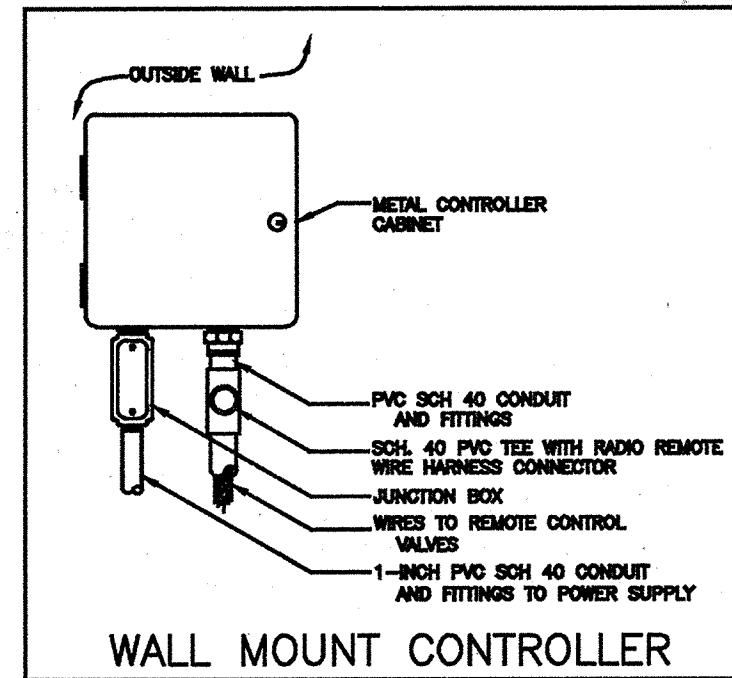 OUTSIDE WALL
METAL CONTROLLER
CABINET
PVC SCH 40 CONDUIT
AND FITTINGS
SCH. 40 PVC TEE WITH RADIO REMOTE
WIRE HARNESS CONNECTOR
JUNCTION BOX
WIRES TO REMOTE CONTROL
VALVES
1-INCH PVC SCH 40 CONDUIT
AND FITTINGS TO POWER SUPPLY
WALL MOUNT CONTROLLER